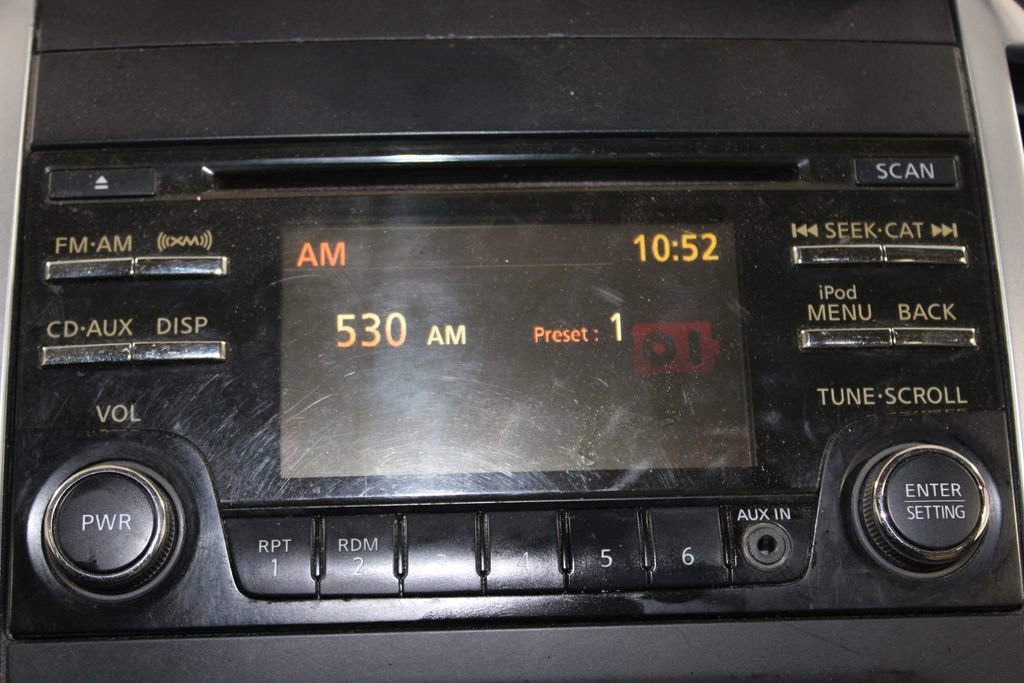 SCAN
FM·AM
((XM))
SEEK·CAT
AM
10:52
iPod
MENU
BACK
CD·AUX
DISP
530 AM
Preset : 1
VOL
TUNE·SCROLL
PWR
ENTER
SETTING
AUX IN
RPT
1
RDM
2
3
4
5
6